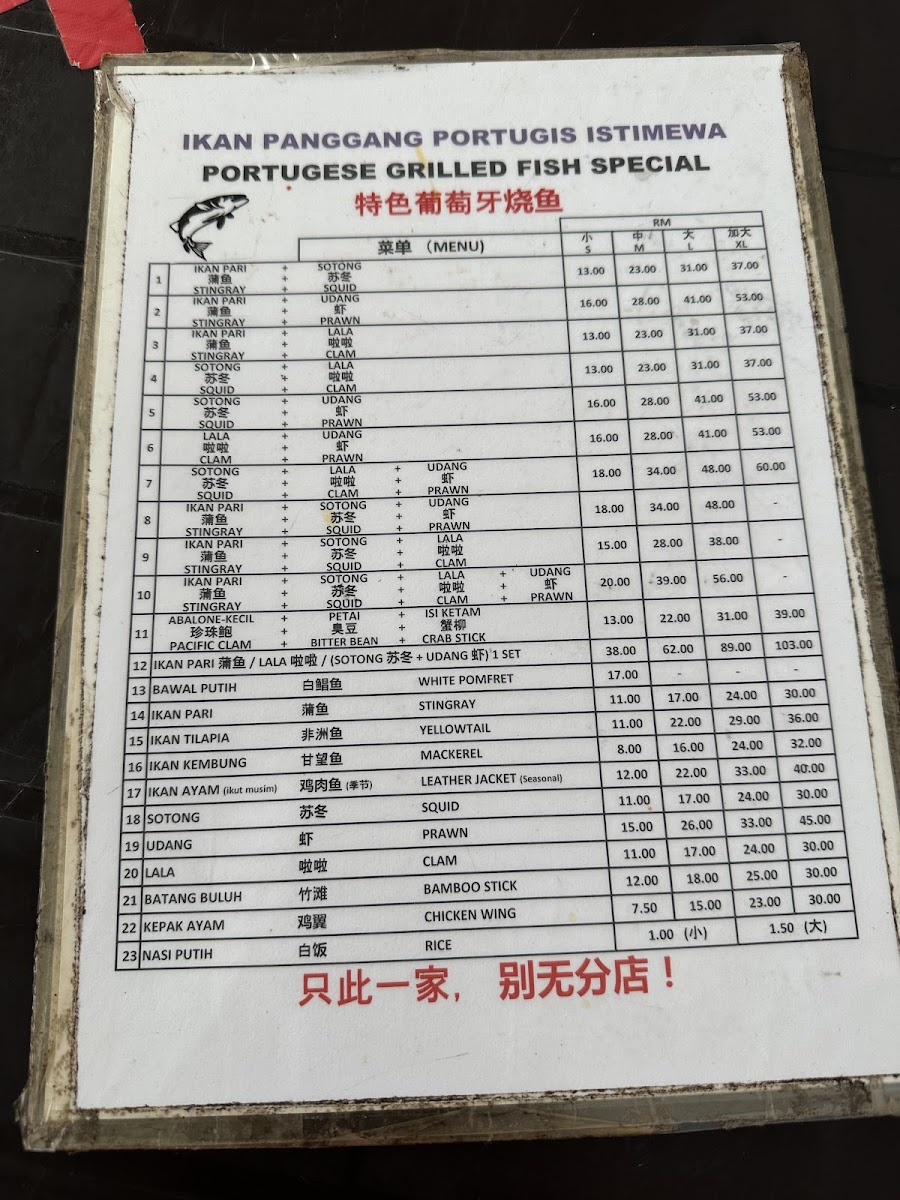 IKAN PANGGANG PORTUGIS ISTIMEWA
PORTUGESE GRILLED FISH SPECIAL
特色葡萄牙烧鱼
RM
菜单 (MENU) 小 中 大 加大
S M L XL
IKAN PARI + SOTONG
1 蒲鱼 + 苏冬 13.00 23.00 31.00 37.00
STINGRAY + SQUID
IKAN PARI + UDANG
2 蒲鱼 + 虾 16.00 28.00 41.00 53.00
STINGRAY + PRAWN
IKAN PARI + LALA
3 蒲鱼 + 啦啦 13.00 23.00 31.00 37.00
STINGRAY + CLAM
SOTONG + LALA
4 苏冬 + 啦啦 13.00 23.00 31.00 37.00
SQUID + CLAM
SOTONG + UDANG
5 苏冬 + 虾 16.00 28.00 41.00 53.00
SQUID + PRAWN
LALA + UDANG
6 啦啦 + 虾 16.00 28.00 41.00 53.00
CLAM + PRAWN
SOTONG + LALA + UDANG
7 苏冬 + 啦啦 + 虾 18.00 34.00 48.00 60.00
SQUID + CLAM + PRAWN
IKAN PARI + SOTONG + UDANG
8 蒲鱼 + 苏冬 + 虾 18.00 34.00 48.00 -
STINGRAY + SQUID + PRAWN
IKAN PARI + SOTONG + LALA
9 蒲鱼 + 苏冬 + 啦啦 15.00 28.00 38.00 -
STINGRAY + SQUID + CLAM
IKAN PARI + SOTONG + LALA + UDANG
10 蒲鱼 + 苏冬 + 啦啦 + 虾 20.00 39.00 56.00 -
STINGRAY + SQUID + CLAM + PRAWN
ABALONE-KECIL + PETAI + ISI KETAM
11 珍珠鲍 + 臭豆 + 蟹柳 13.00 22.00 31.00 39.00
PACIFIC CLAM + BITTER BEAN + CRAB STICK
12 IKAN PARI 蒲鱼 / LALA 啦啦 / (SOTONG 苏冬 + UDANG 虾) 1 SET 38.00 62.00 89.00 103.00
13 BAWAL PUTIH 白鲳鱼 WHITE POMFRET 17.00 - - -
14 IKAN PARI 蒲鱼 STINGRAY 11.00 17.00 24.00 30.00
15 IKAN TILAPIA 非洲鱼 YELLOWTAIL 11.00 22.00 29.00 36.00
16 IKAN KEMBUNG 甘望鱼 MACKEREL 8.00 16.00 24.00 32.00
17 IKAN AYAM (ikut musim) 鸡肉鱼 (季节) LEATHER JACKET (Seasonal) 12.00 22.00 33.00 40.00
18 SOTONG 苏冬 SQUID 11.00 17.00 24.00 30.00
19 UDANG 虾 PRAWN 15.00 26.00 33.00 45.00
20 LALA 啦啦 CLAM 11.00 17.00 24.00 30.00
21 BATANG BULUH 竹滩 BAMBOO STICK 12.00 18.00 25.00 30.00
22 KEPAK AYAM 鸡翼 CHICKEN WING 7.50 15.00 23.00 30.00
23 NASI PUTIH 白饭 RICE 1.00 (小) 1.50 (大)
只此一家，别无分店！